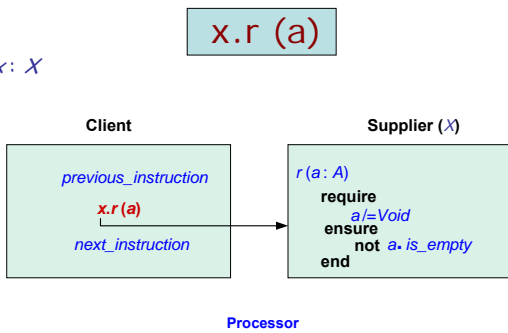 x.r (a)
x: X
Client
Supplier (X)
previous_instruction
x.r (a)
next_instruction
r (a : A)
require
a /= Void
ensure
not a. is_empty
end
Processor